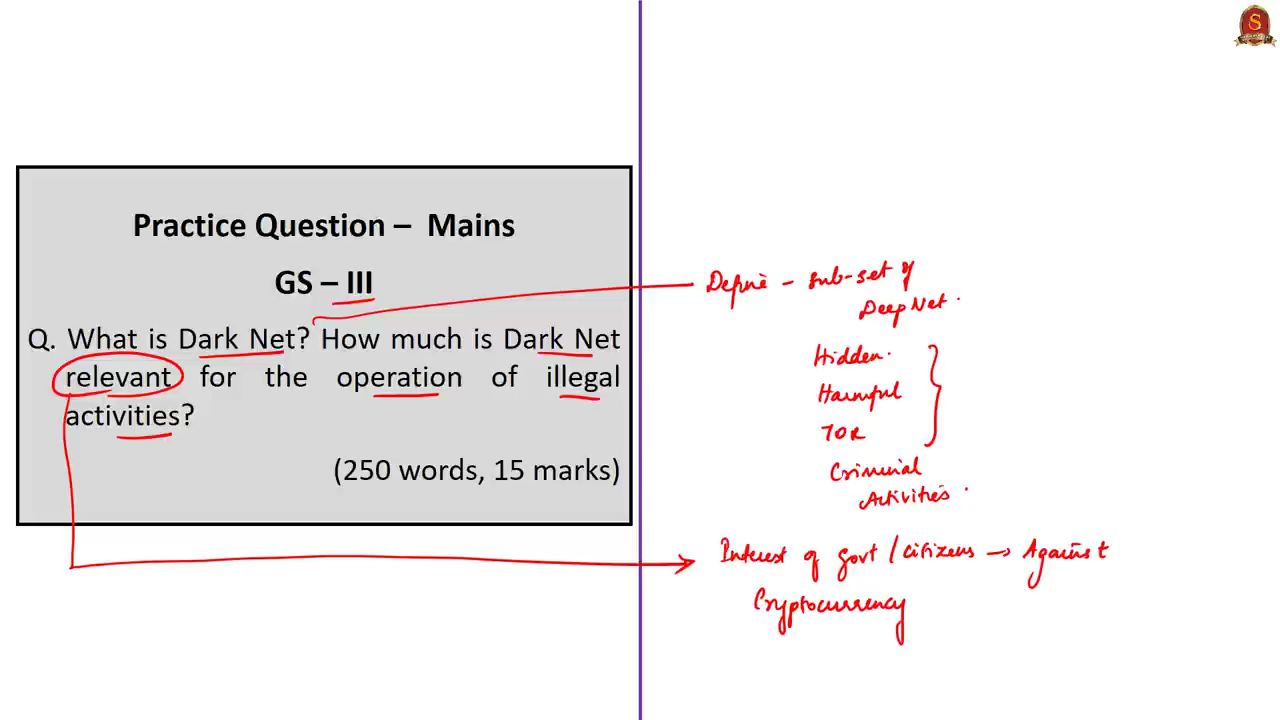 S
Practice Question – Mains
GS – III
Q. What is Dark Net? How much is Dark Net
relevant for the operation of illegal
activities?
(250 words, 15 marks)
Define - Sub-set of
DeepNet.
Hidden.
Harmful
TOR
Criminal
Activities.
Interest of Govt / citizens → Against
Cryptocurrency